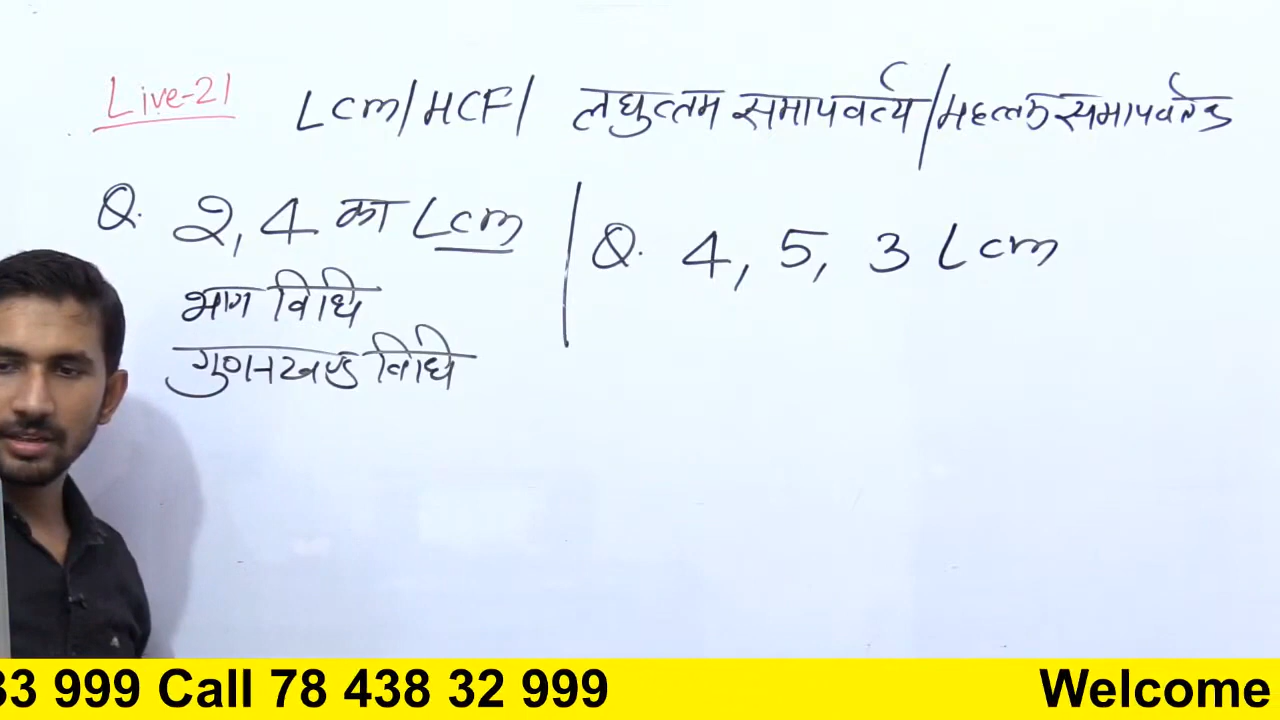 Live-21
Lcm/HCF/ लघुत्तम समापवर्त्य/महत्तम समापवर्तक
Q. 2, 4 का Lcm
भाग विधि
गुणनखण्ड विधि
Q. 4, 5, 3 Lcm
33 999 Call 78 438 32 999 Welcome